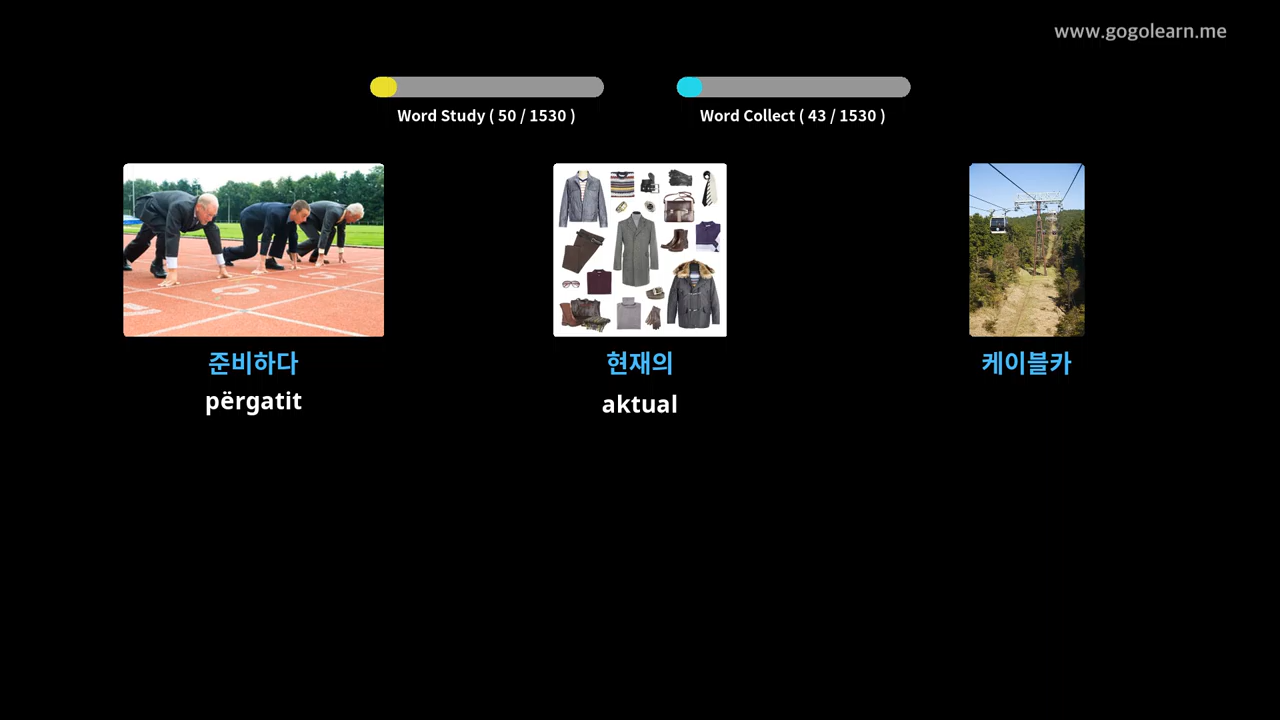 www.gogolearn.me
Word Study ( 50 / 1530 )
Word Collect ( 43 / 1530 )
준비하다
përgatit
현재의
aktual
케이블카